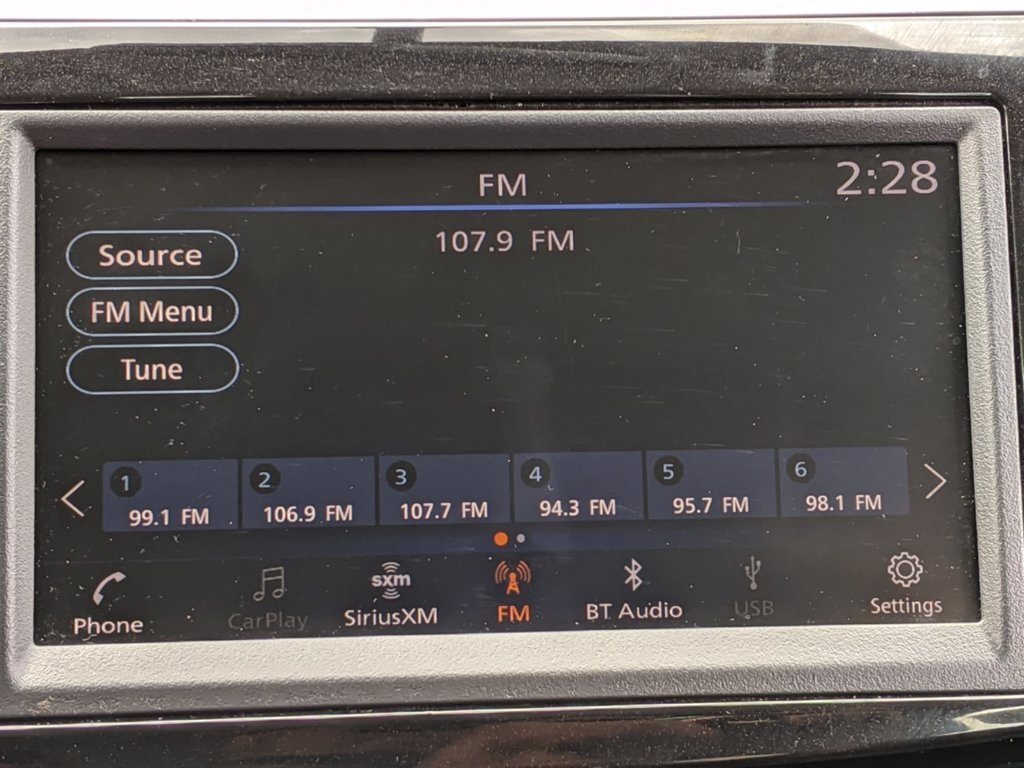 FM
2:28
107.9 FM
Source
FM Menu
Tune
1
99.1 FM
2
106.9 FM
3
107.7 FM
4
94.3 FM
5
95.7 FM
6
98.1 FM
Phone
CarPlay
sxm
SiriusXM
FM
BT Audio
USB
Settings